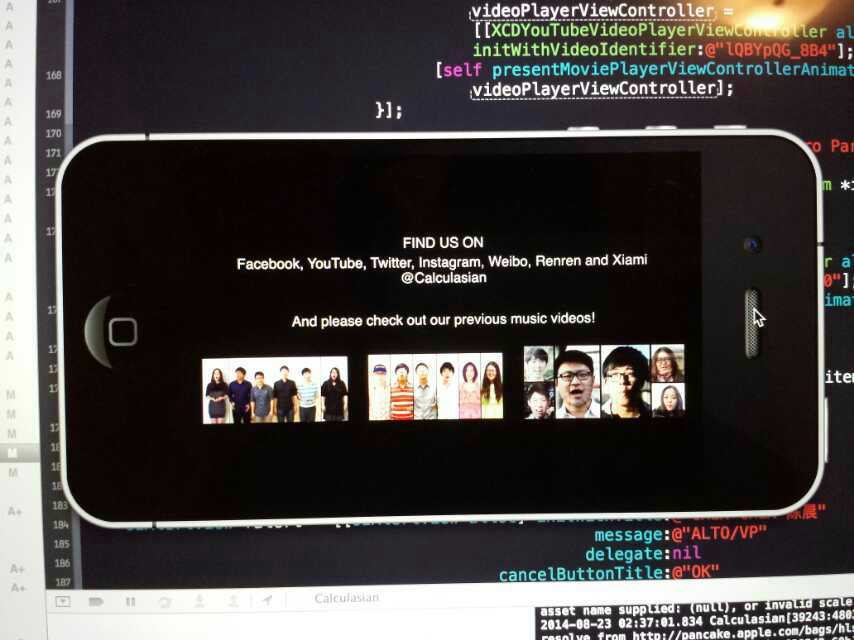 videoPlayerViewController =
[[XCDYouTubeVideoPlayerViewController al
initWithVideoIdentifier:@"lQBYpQG_8B4"];
168
[self presentMoviePlayerViewControllerAnimat
videoPlayerViewController];
169
}];
170
171
FIND US ON
Facebook, YouTube, Twitter, Instagram, Weibo, Renren and Xiami
@Calculasian
And please check out our previous music videos!
183
184
message:@"ALTO/VP"
185
delegate:nil
186
cancelButtonTitle:@"OK"
187
Calculasian
asset name supplied: (null), or invalid scale
2014-08-23 02:37:01.834 Calculasian[39243:480
resolve from http://pancake.apple.com/bags/hls